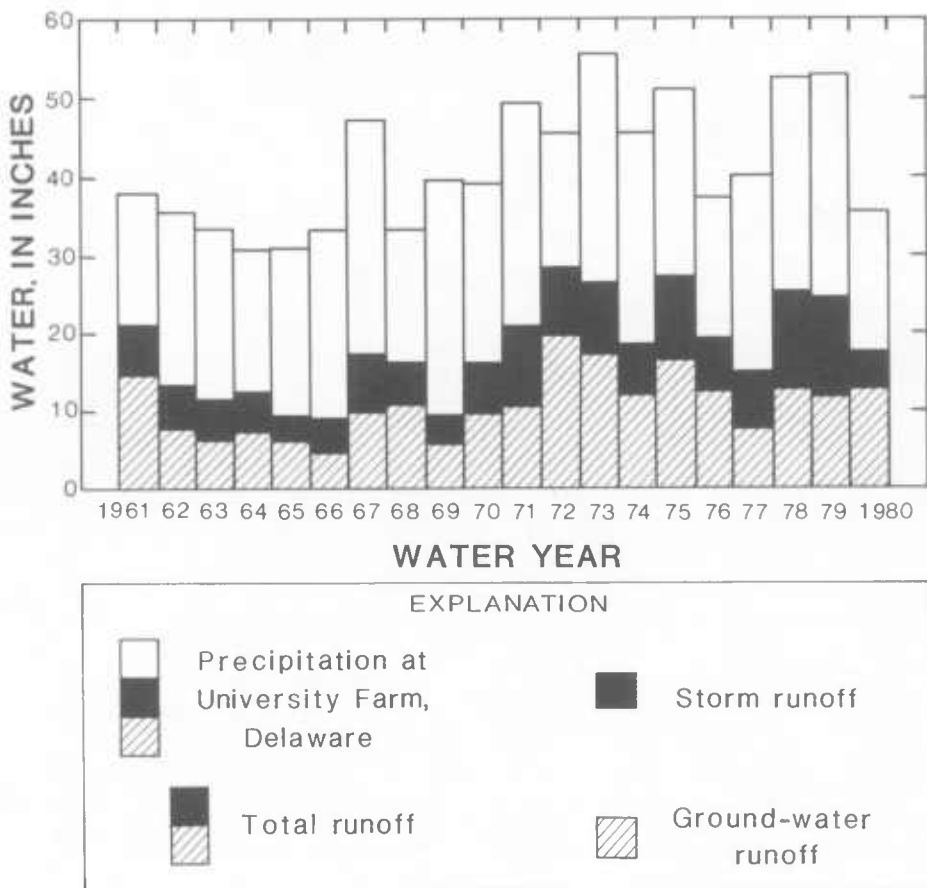 60
50
40
30
20
10
0
WATER, IN INCHES
1961 62 63 64 65 66 67 68 69 70 71 72 73 74 75 76 77 78 79 1980
WATER YEAR
EXPLANATION
Precipitation at
University Farm,
Delaware
Storm runoff
Total runoff
Ground-water
runoff